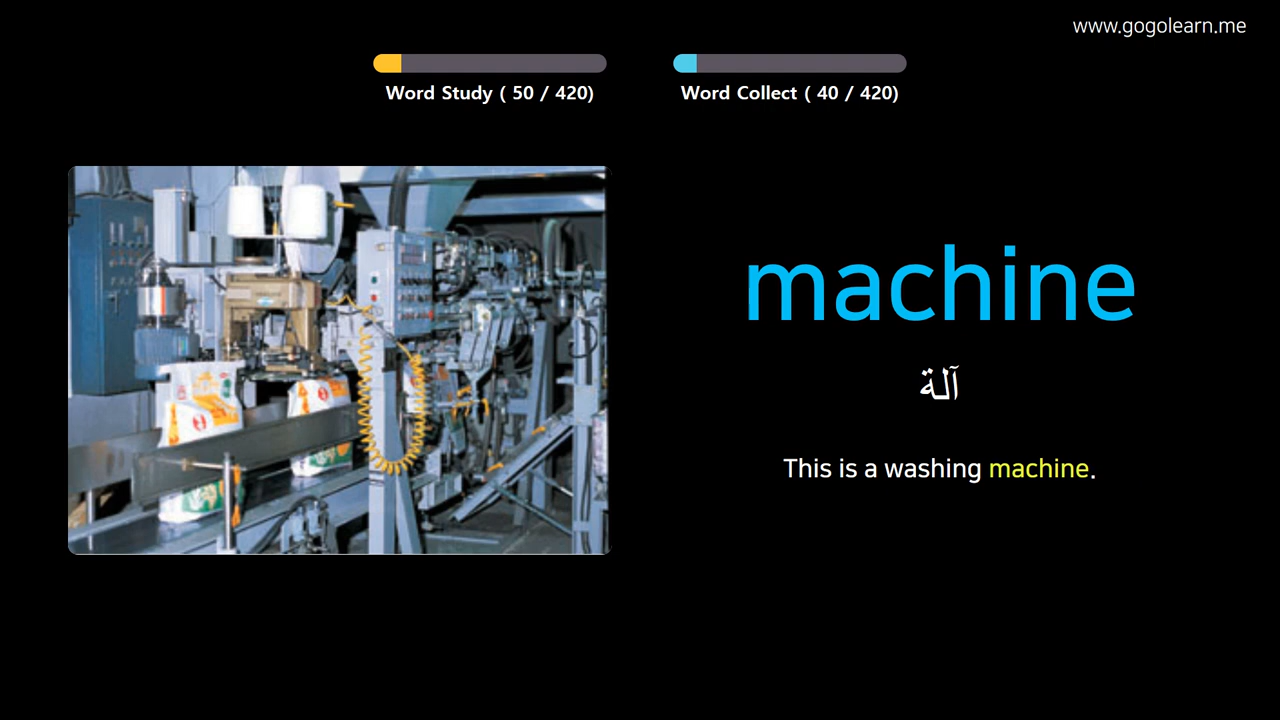 www.gogolearn.me
Word Study ( 50 / 420)
Word Collect ( 40 / 420)
machine
آلة
This is a washing machine.